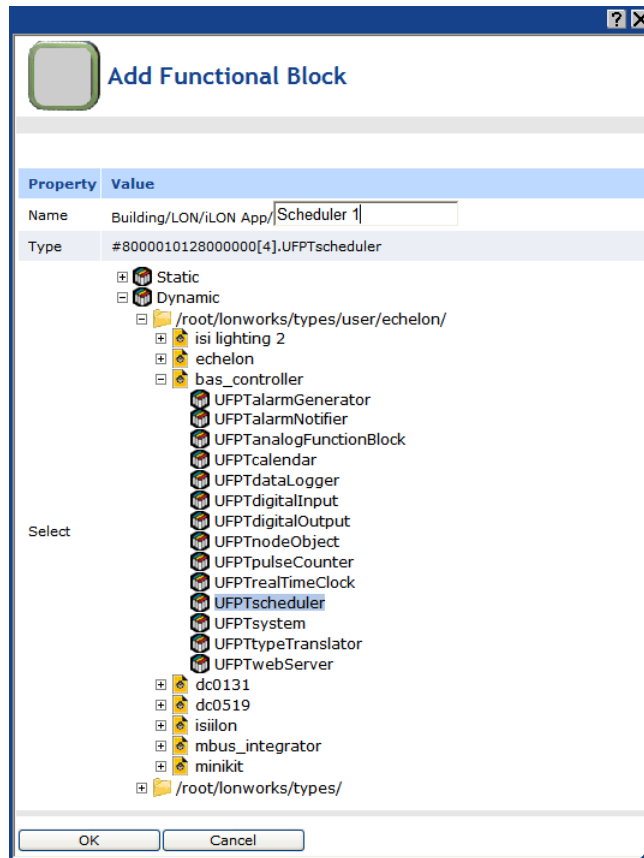 Add Functional Block
Property Value
Name Building/LON/iLON App/ Scheduler 1
Type #8000010128000000[4].UFPTscheduler
Static
Dynamic
/root/lonworks/types/user/echelon/
isi lighting 2
echelon
bas_controller
UFPTalarmGenerator
UFPTalarmNotifier
UFPTanalogFunctionBlock
UFPTcalendar
UFPTdataLogger
UFPTdigitalInput
UFPTdigitalOutput
Select
UFPTnodeObject
UFPTpulseCounter
UFPTrealTimeClock
UFPTscheduler
UFPTsystem
UFPTtypeTranslator
UFPTwebServer
dc0131
dc0519
isiilon
mbus_integrator
minikit
/root/lonworks/types/
OK Cancel